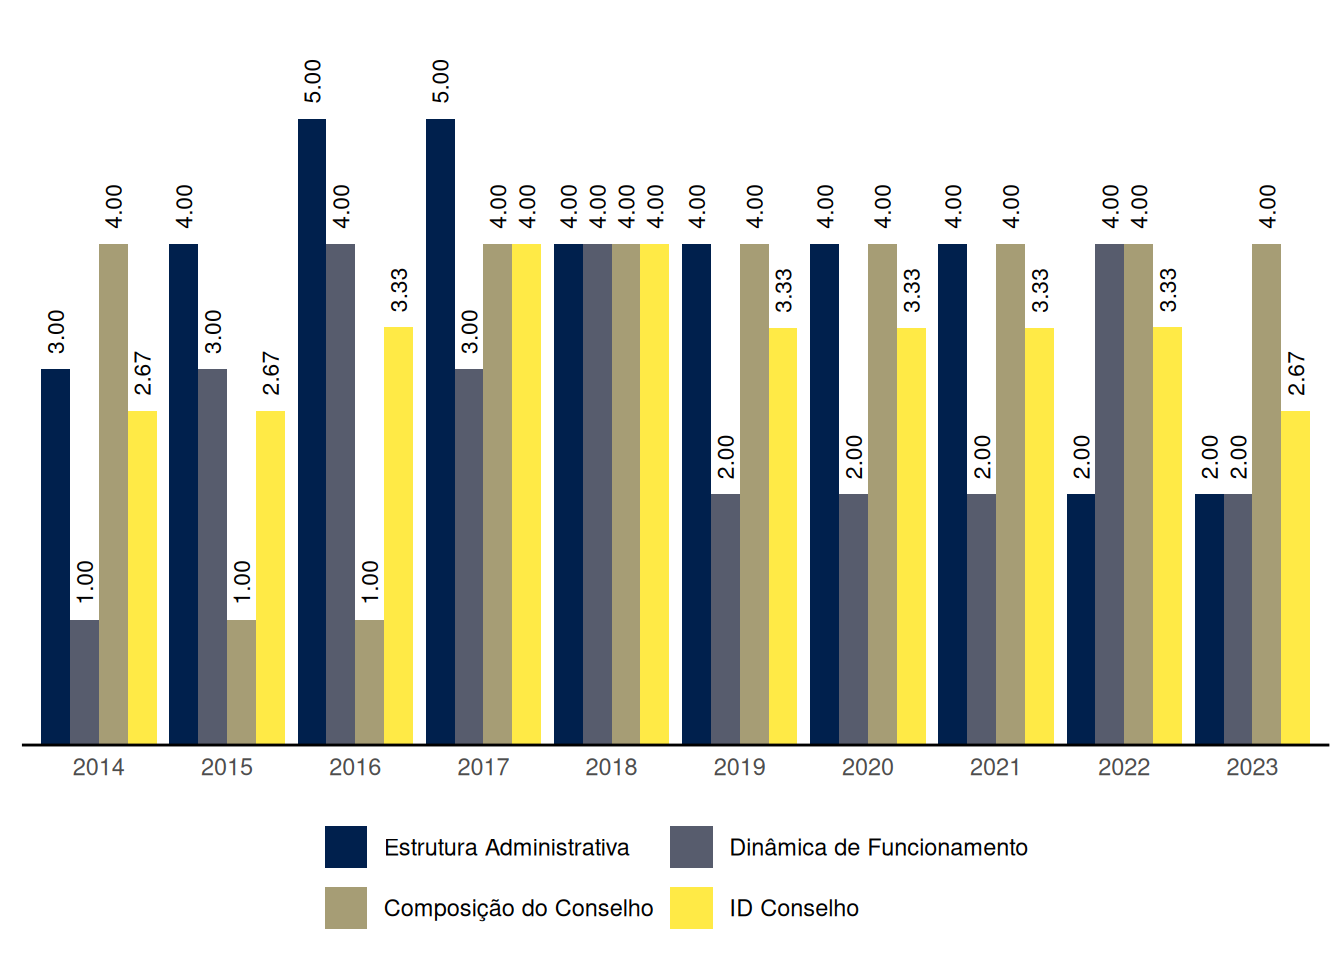 5.00 5.00
4.00 4.00 4.00 4.00 4.00 4.00 4.00 4.00 4.00 4.00 4.00 4.00 4.00 4.00 4.00 4.00 4.00 4.00
3.00 3.00 3.33 3.00 3.33 3.33 3.33 3.33
2.67 2.67 2.67
2.00 2.00 2.00 2.00 2.00 2.00
1.00 1.00 1.00
2014 2015 2016 2017 2018 2019 2020 2021 2022 2023
Estrutura Administrativa Dinâmica de Funcionamento
Composição do Conselho ID Conselho